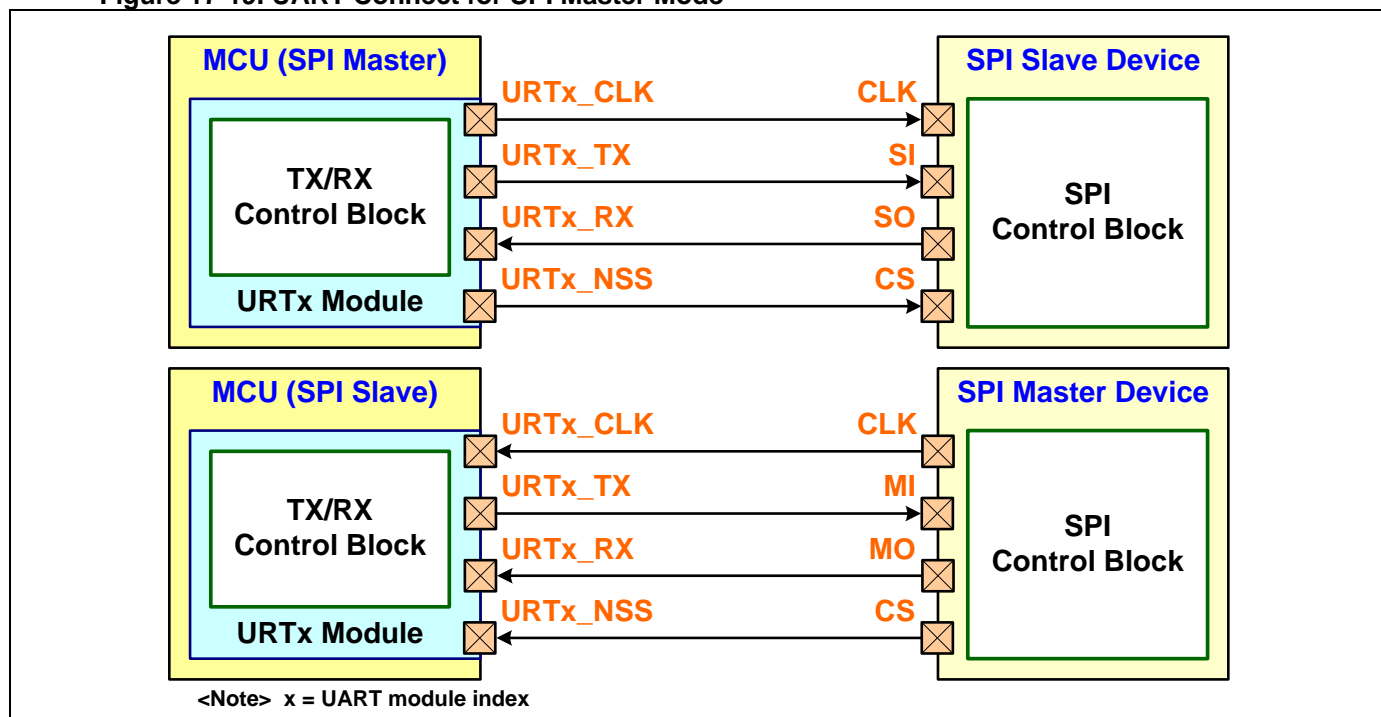 MCU (SPI Master)
SPI Slave Device
URTx_CLK
CLK
URTx_TX
SI
URTx_RX
SO
URTx_NSS
CS
TX/RX
Control Block
URTx Module
SPI
Control Block
MCU (SPI Slave)
SPI Master Device
URTx_CLK
CLK
URTx_TX
MI
URTx_RX
MO
URTx_NSS
CS
TX/RX
Control Block
URTx Module
SPI
Control Block
<Note> x = UART module index